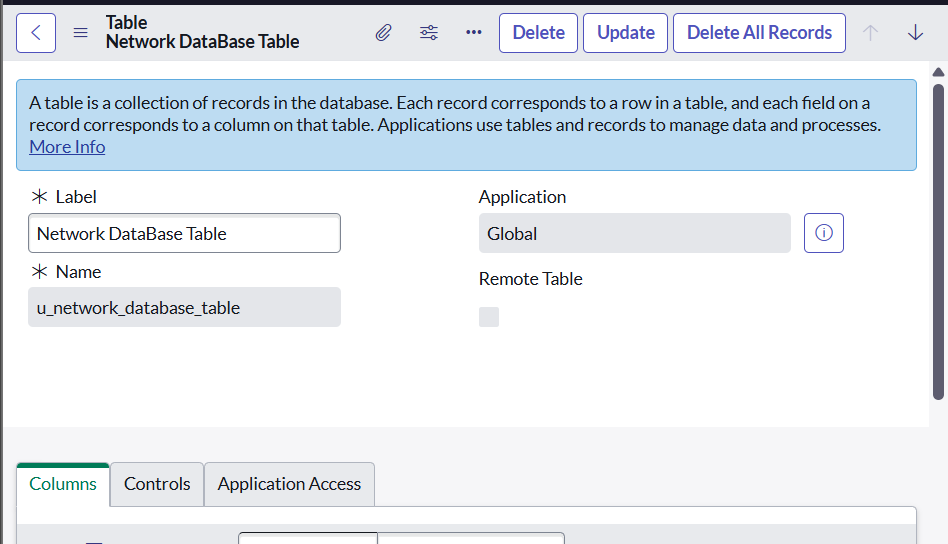 Table
Network DataBase Table
Delete
Update
Delete All Records
A table is a collection of records in the database. Each record corresponds to a row in a table, and each field on a
record corresponds to a column on that table. Applications use tables and records to manage data and processes.
More Info
Label
Network DataBase Table
Name
u_network_database_table
Application
Global
Remote Table
Columns
Controls
Application Access